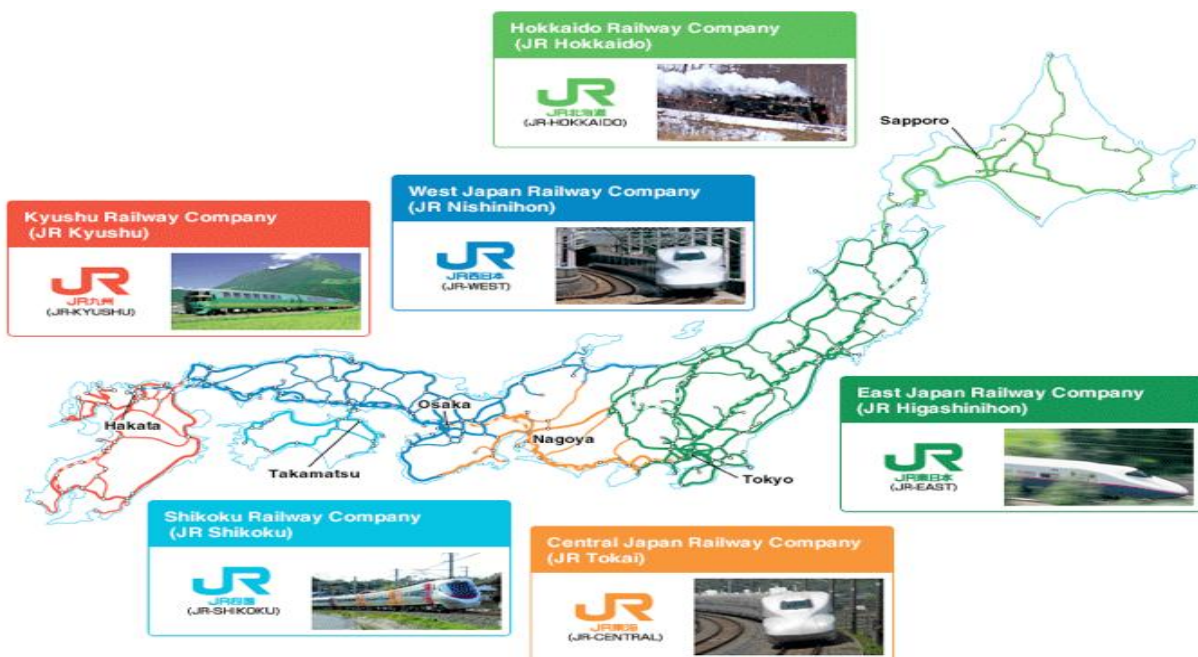 Hokkaido Railway Company
(JR Hokkaido)
JR
JR北海道
(JR-HOKKAIDO)
Sapporo
West Japan Railway Company
(JR Nishinihon)
JR
JR西日本
(JR-WEST)
Kyushu Railway Company
(JR Kyushu)
JR
JR九州
(JR-KYUSHU)
East Japan Railway Company
(JR Higashinihon)
JR
JR東日本
(JR-EAST)
Osaka
Hakata
Nagoya
Takamatsu
Tokyo
Shikoku Railway Company
(JR Shikoku)
JR
JR四国
(JR-SHIKOKU)
Central Japan Railway Company
(JR Tokai)
JR
JR東海
(JR-CENTRAL)